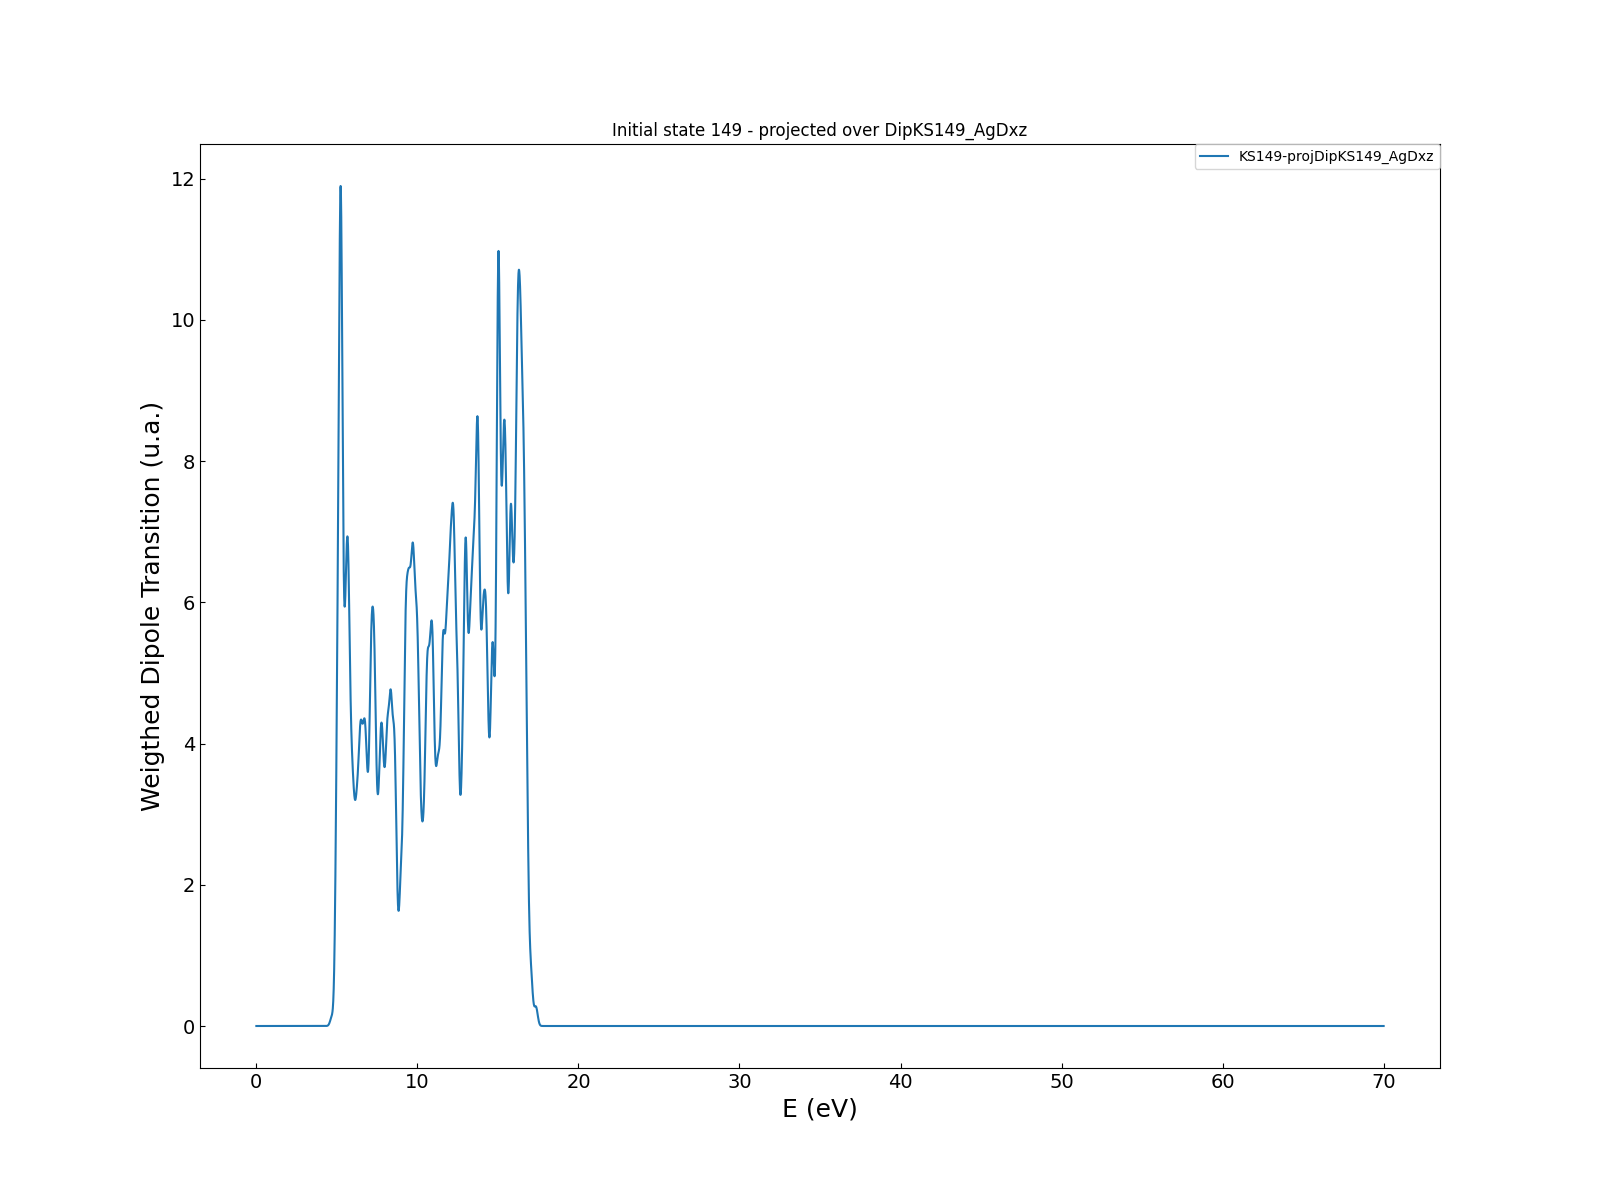 Initial state 149 - projected over DipKS149_AgDxz
KS149-projDipKS149_AgDxz
12
10
8
6
4
2
0
Weigthed Dipole Transition (u.a.)
0 10 20 30 40 50 60 70
E (eV)